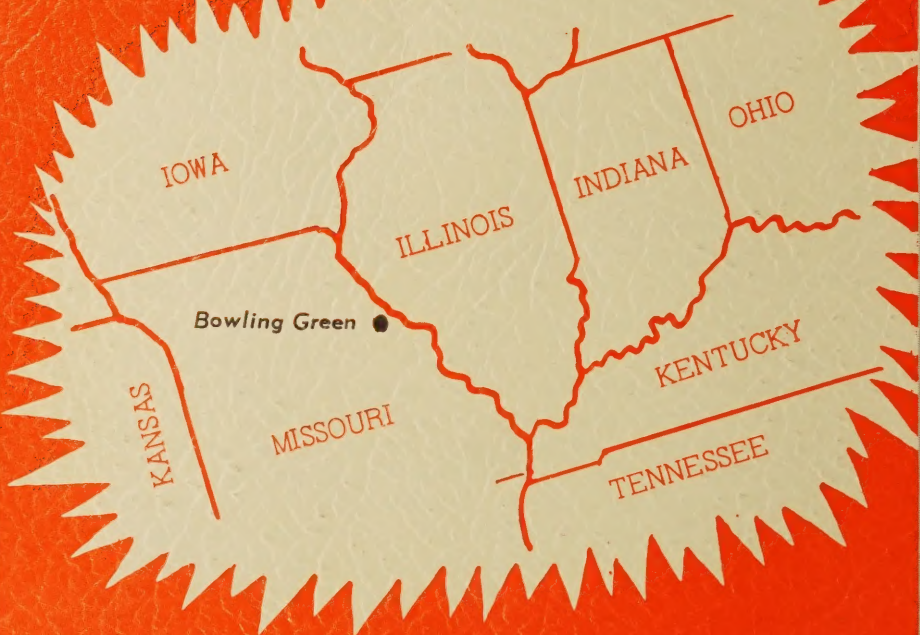 OHIO
IOWA
INDIANA
ILLINOIS
Bowling Green
KENTUCKY
KANSAS
MISSOURI
TENNESSEE